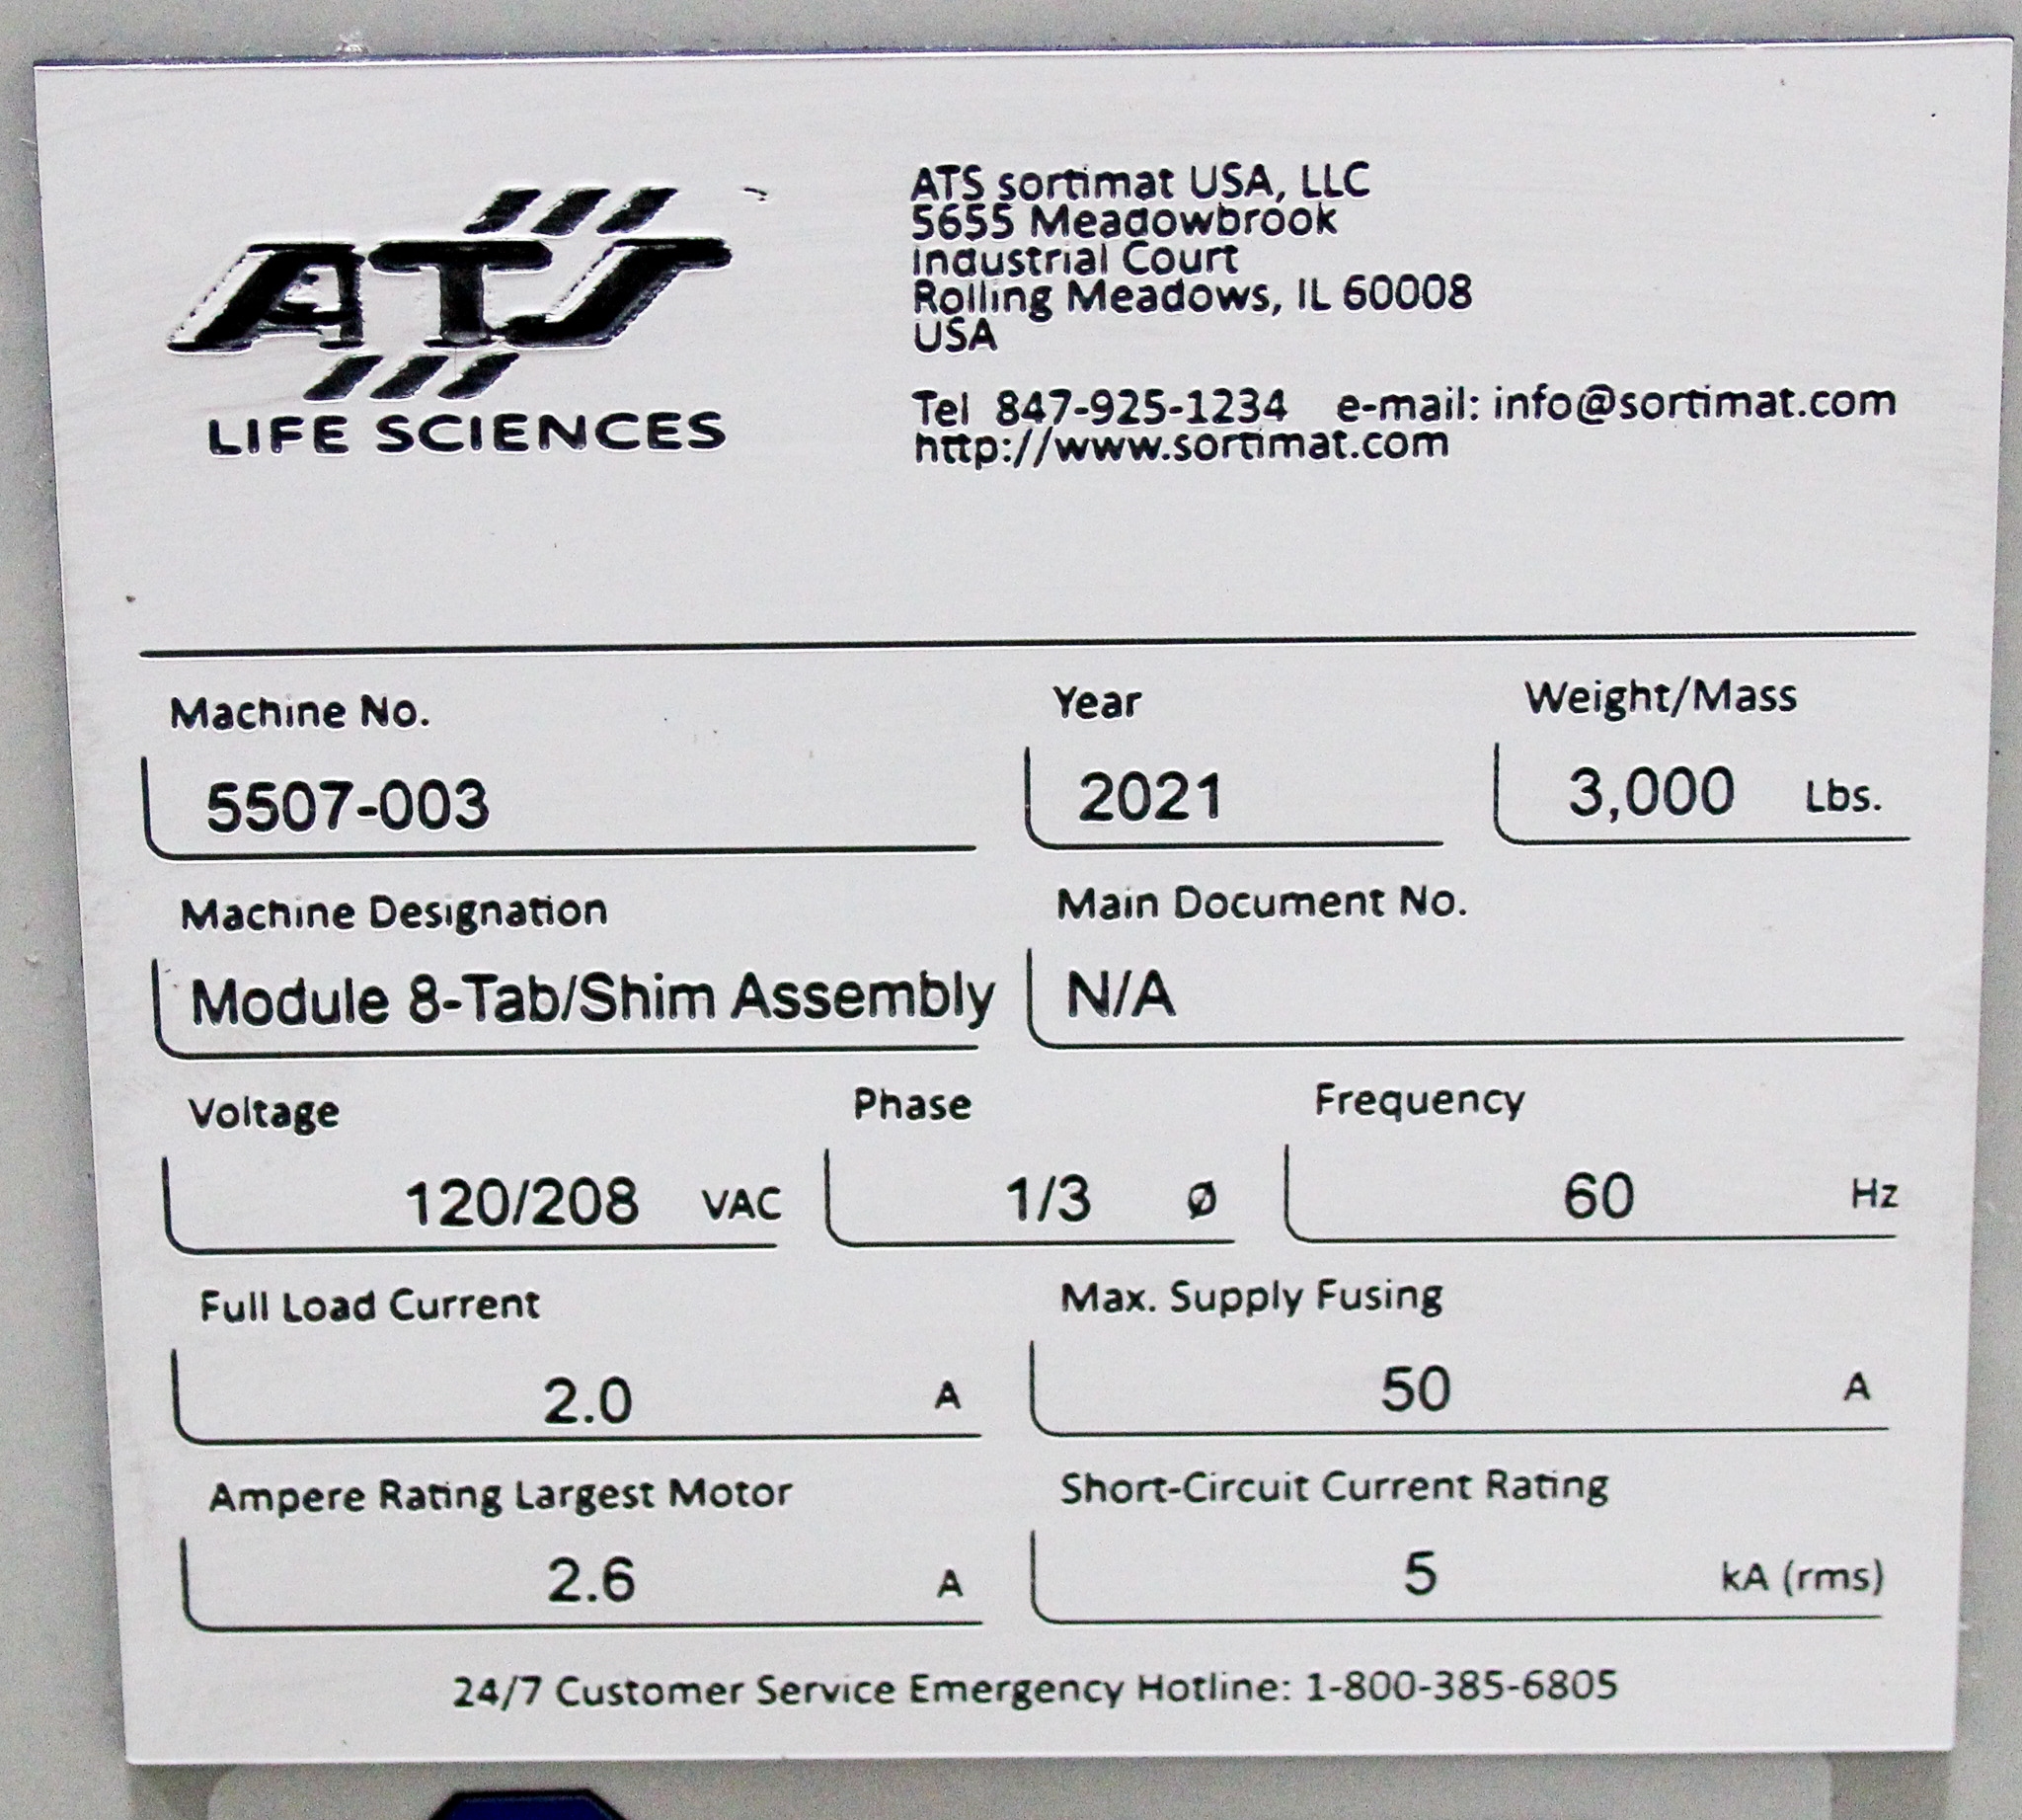 ATS
LIFE SCIENCES
ATS sortimat USA, LLC
5655 Meadowbrook
Industrial Court
Rolling Meadows, IL 60008
USA
Tel 847-925-1234 e-mail: info@sortimat.com
http://www.sortimat.com
Machine No. Year Weight/Mass
5507-003 2021 3,000 Lbs.
Machine Designation Main Document No.
Module 8-Tab/Shim Assembly N/A
Voltage Phase Frequency
120/208 VAC 1/3 Ø 60 Hz
Full Load Current Max. Supply Fusing
2.0 A 50 A
Ampere Rating Largest Motor Short-Circuit Current Rating
2.6 A 5 kA (rms)
24/7 Customer Service Emergency Hotline: 1-800-385-6805